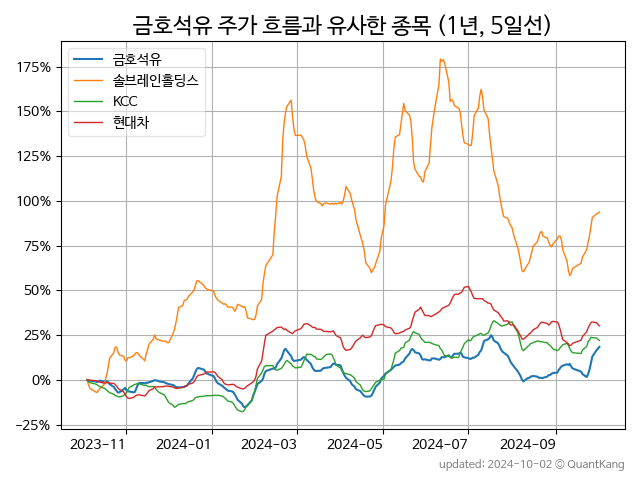 금호석유 주가 흐름과 유사한 종목 (1년, 5일선)
금호석유
솔브레인홀딩스
KCC
현대차
175%
150%
125%
100%
75%
50%
25%
0%
−25%
2023-11
2024-01
2024-03
2024-05
2024-07
2024-09
updated: 2024-10-02 © QuantKang